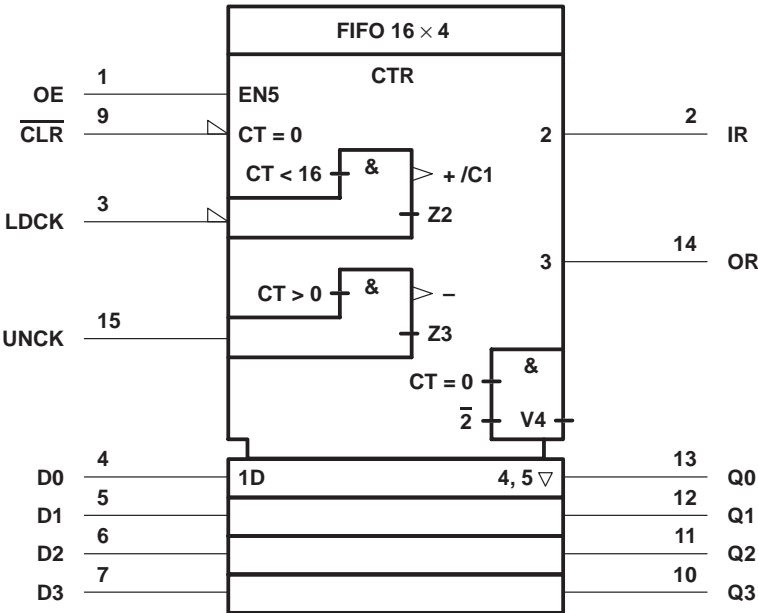 FIFO 16 × 4
CTR
OE 1 EN5
CLR 9 CT = 0
2 2 IR
CT < 16 & + /C1
LDCK 3
Z2
3 14 OR
CT > 0 & –
UNCK 15
Z3
&
CT = 0
2 V4
D0 4 1D 4, 5 ▽ 13 Q0
D1 5 12 Q1
D2 6 11 Q2
D3 7 10 Q3